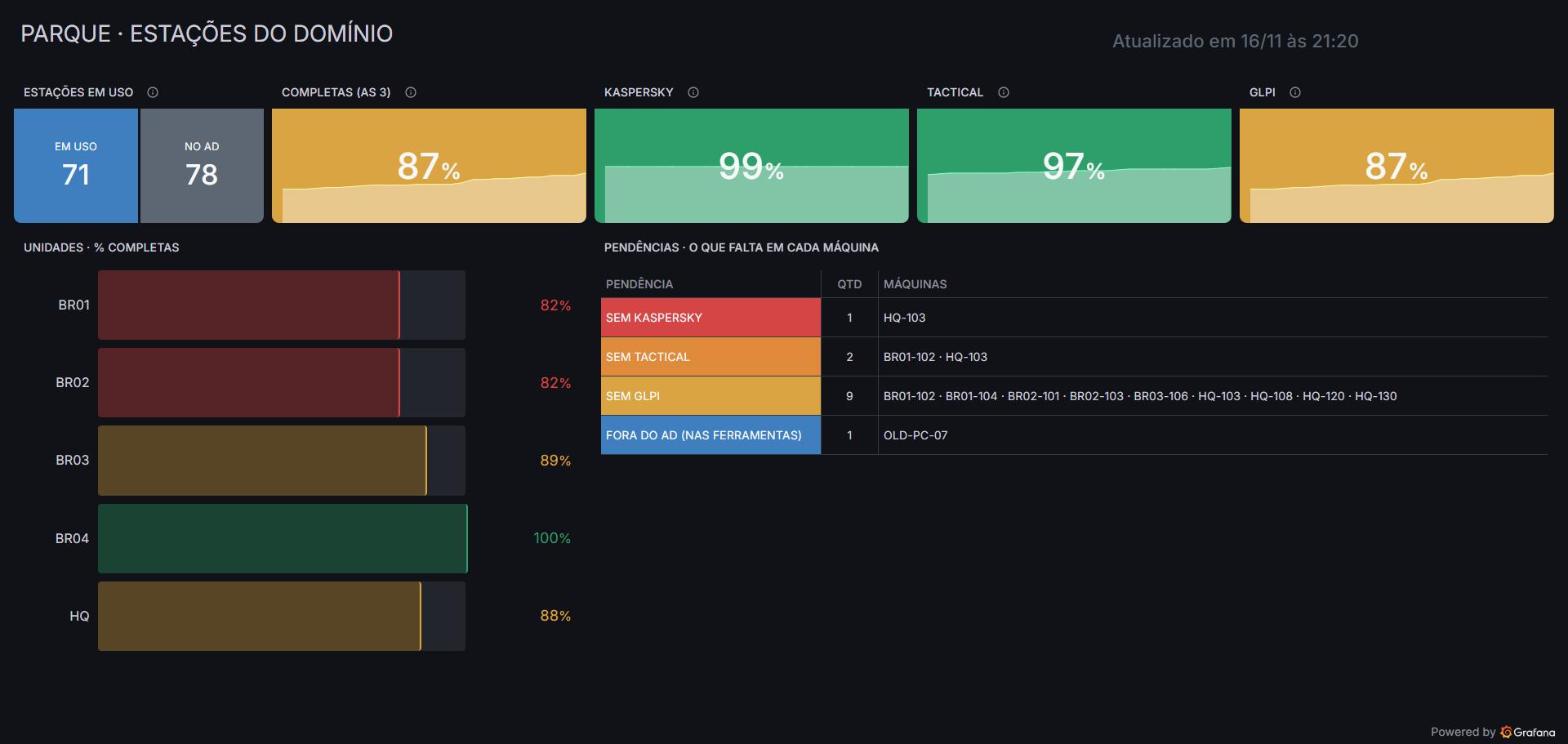 PARQUE · ESTAÇÕES DO DOMÍNIO
Atualizado em 16/11 às 21:20
ESTAÇÕES EM USO
COMPLETAS (AS 3)
KASPERSKY
TACTICAL
GLPI
EM USO
71
NO AD
78
87%
99%
97%
87%
UNIDADES · % COMPLETAS
BR01 82%
BR02 82%
BR03 89%
BR04 100%
HQ 88%
PENDÊNCIAS · O QUE FALTA EM CADA MÁQUINA
PENDÊNCIA QTD MÁQUINAS
SEM KASPERSKY 1 HQ-103
SEM TACTICAL 2 BR01-102 · HQ-103
SEM GLPI 9 BR01-102 · BR01-104 · BR02-101 · BR02-103 · BR03-106 · HQ-103 · HQ-108 · HQ-120 · HQ-130
FORA DO AD (NAS FERRAMENTAS) 1 OLD-PC-07
Powered by Grafana